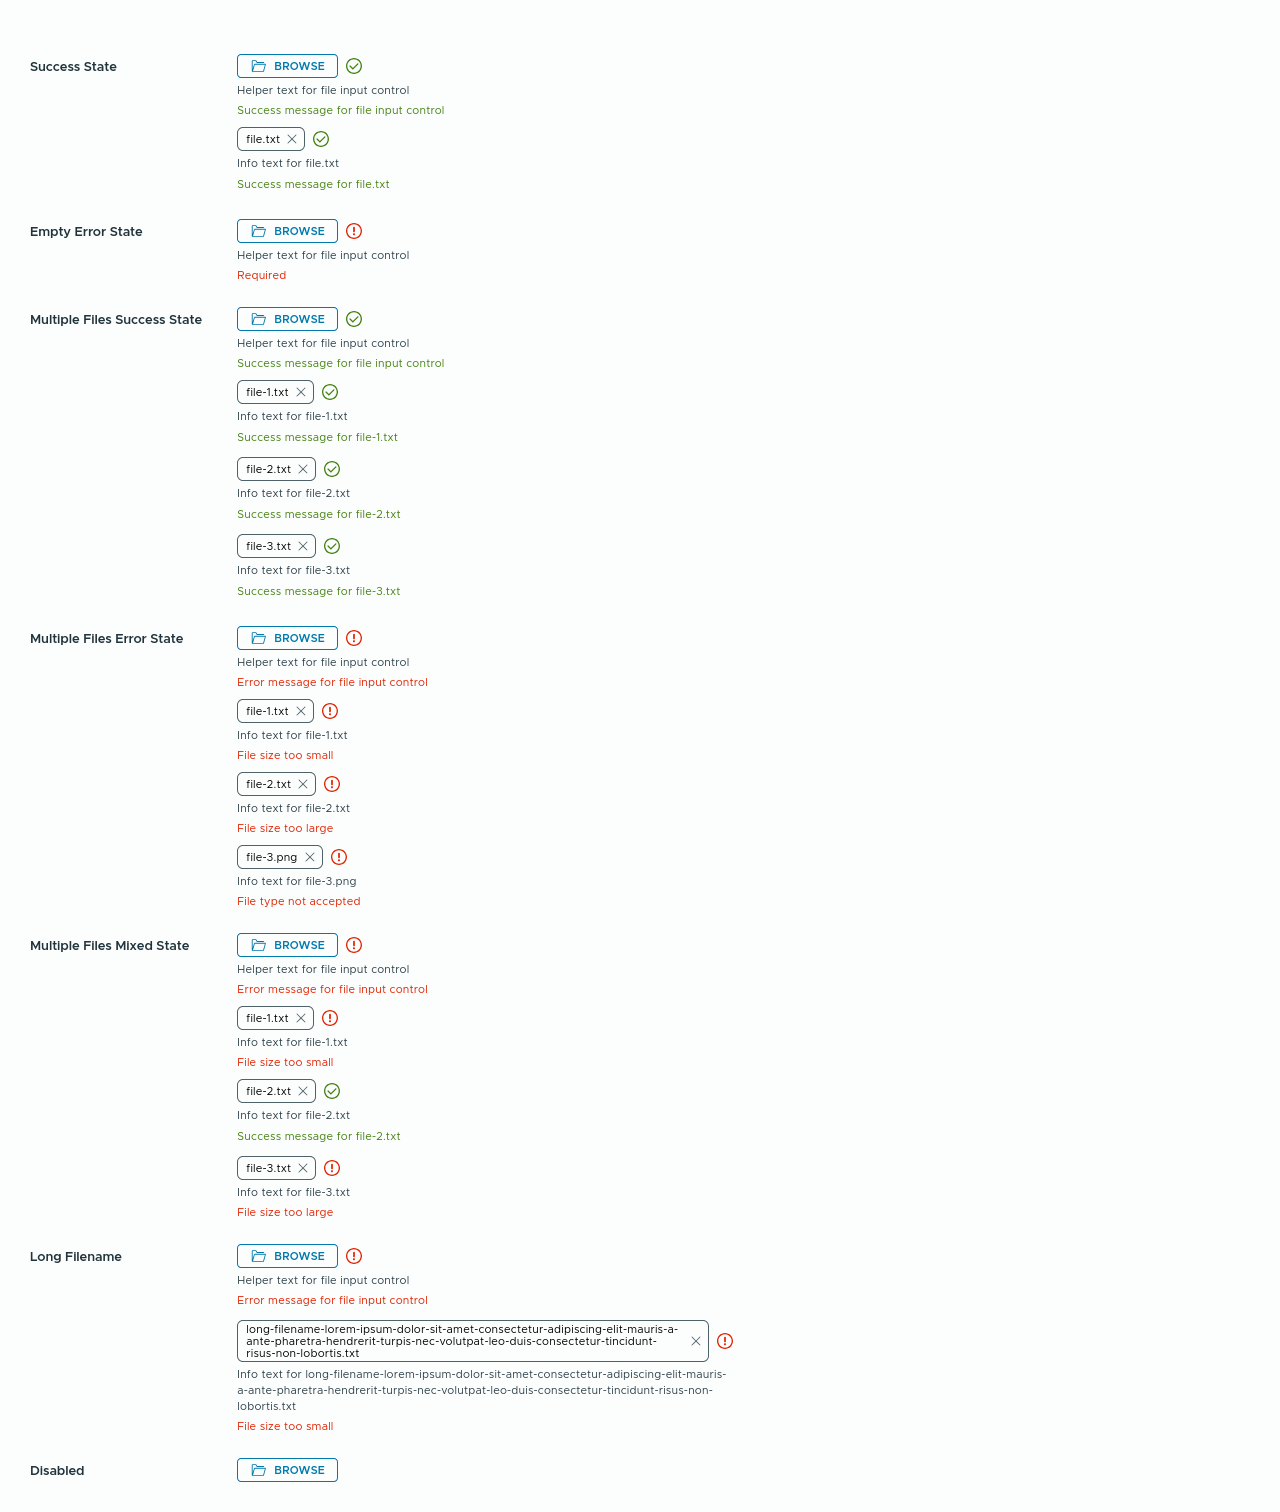 Success State
BROWSE
Helper text for file input control
Success message for file input control
file.txt
Info text for file.txt
Success message for file.txt
Empty Error State
BROWSE
Helper text for file input control
Required
Multiple Files Success State
BROWSE
Helper text for file input control
Success message for file input control
file-1.txt
Info text for file-1.txt
Success message for file-1.txt
file-2.txt
Info text for file-2.txt
Success message for file-2.txt
file-3.txt
Info text for file-3.txt
Success message for file-3.txt
Multiple Files Error State
BROWSE
Helper text for file input control
Error message for file input control
file-1.txt
Info text for file-1.txt
File size too small
file-2.txt
Info text for file-2.txt
File size too large
file-3.png
Info text for file-3.png
File type not accepted
Multiple Files Mixed State
BROWSE
Helper text for file input control
Error message for file input control
file-1.txt
Info text for file-1.txt
File size too small
file-2.txt
Info text for file-2.txt
Success message for file-2.txt
file-3.txt
Info text for file-3.txt
File size too large
Long Filename
BROWSE
Helper text for file input control
Error message for file input control
long-filename-lorem-ipsum-dolor-sit-amet-consectetur-adipiscing-elit-mauris-a-
ante-pharetra-hendrerit-turpis-nec-volutpat-leo-duis-consectetur-tincidunt-
risus-non-lobortis.txt
Info text for long-filename-lorem-ipsum-dolor-sit-amet-consectetur-adipiscing-elit-mauris-
a-ante-pharetra-hendrerit-turpis-nec-volutpat-leo-duis-consectetur-tincidunt-risus-non-
lobortis.txt
File size too small
Disabled
BROWSE